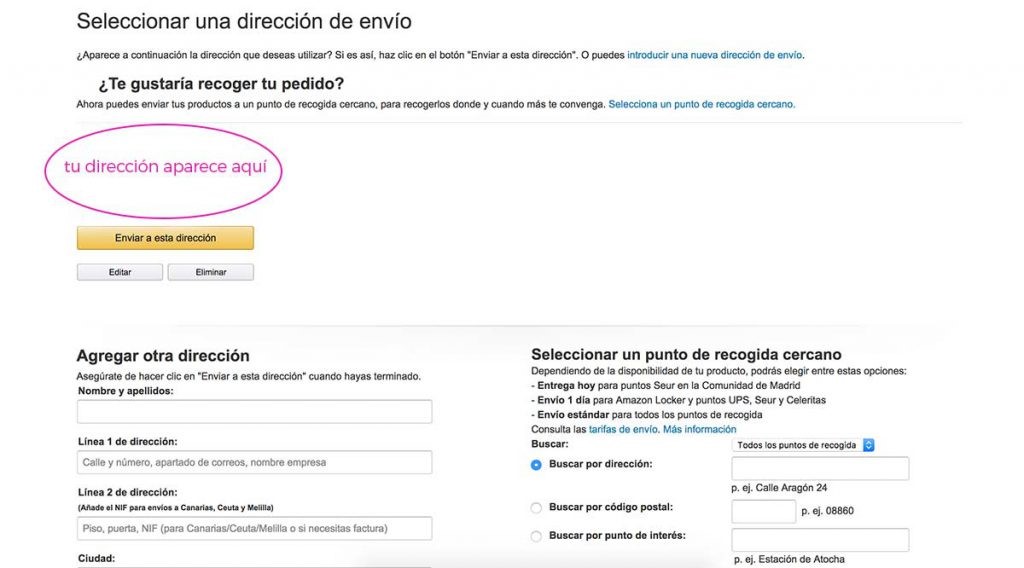 Seleccionar una dirección de envío
¿Aparece a continuación la dirección que deseas utilizar? Si es así, haz clic en el botón "Enviar a esta dirección". O puedes introducir una nueva dirección de envío.
¿Te gustaría recoger tu pedido?
Ahora puedes enviar tus productos a un punto de recogida cercano, para recogerlos donde y cuando más te convenga. Selecciona un punto de recogida cercano.
tu dirección aparece aquí
Enviar a esta dirección
Editar
Eliminar
Agregar otra dirección
Asegúrate de hacer clic en "Enviar a esta dirección" cuando hayas terminado.
Nombre y apellidos:
Línea 1 de dirección:
Calle y número, apartado de correos, nombre empresa
Línea 2 de dirección:
(Añade el NIF para envíos a Canarias, Ceuta y Melilla)
Piso, puerta, NIF (para Canarias/Ceuta/Melilla o si necesitas factura)
Ciudad:
Seleccionar un punto de recogida cercano
Dependiendo de la disponibilidad de tu producto, podrás elegir entre estas opciones:
- Entrega hoy para puntos Seur en la Comunidad de Madrid
- Envío 1 día para Amazon Locker y puntos UPS, Seur y Celeritas
- Envío estándar para todos los puntos de recogida
Consulta las tarifas de envío. Más información
Buscar:
Todos los puntos de recogida
Buscar por dirección:
p. ej. Calle Aragón 24
Buscar por código postal:
p. ej. 08860
Buscar por punto de interés:
p. ej. Estación de Atocha